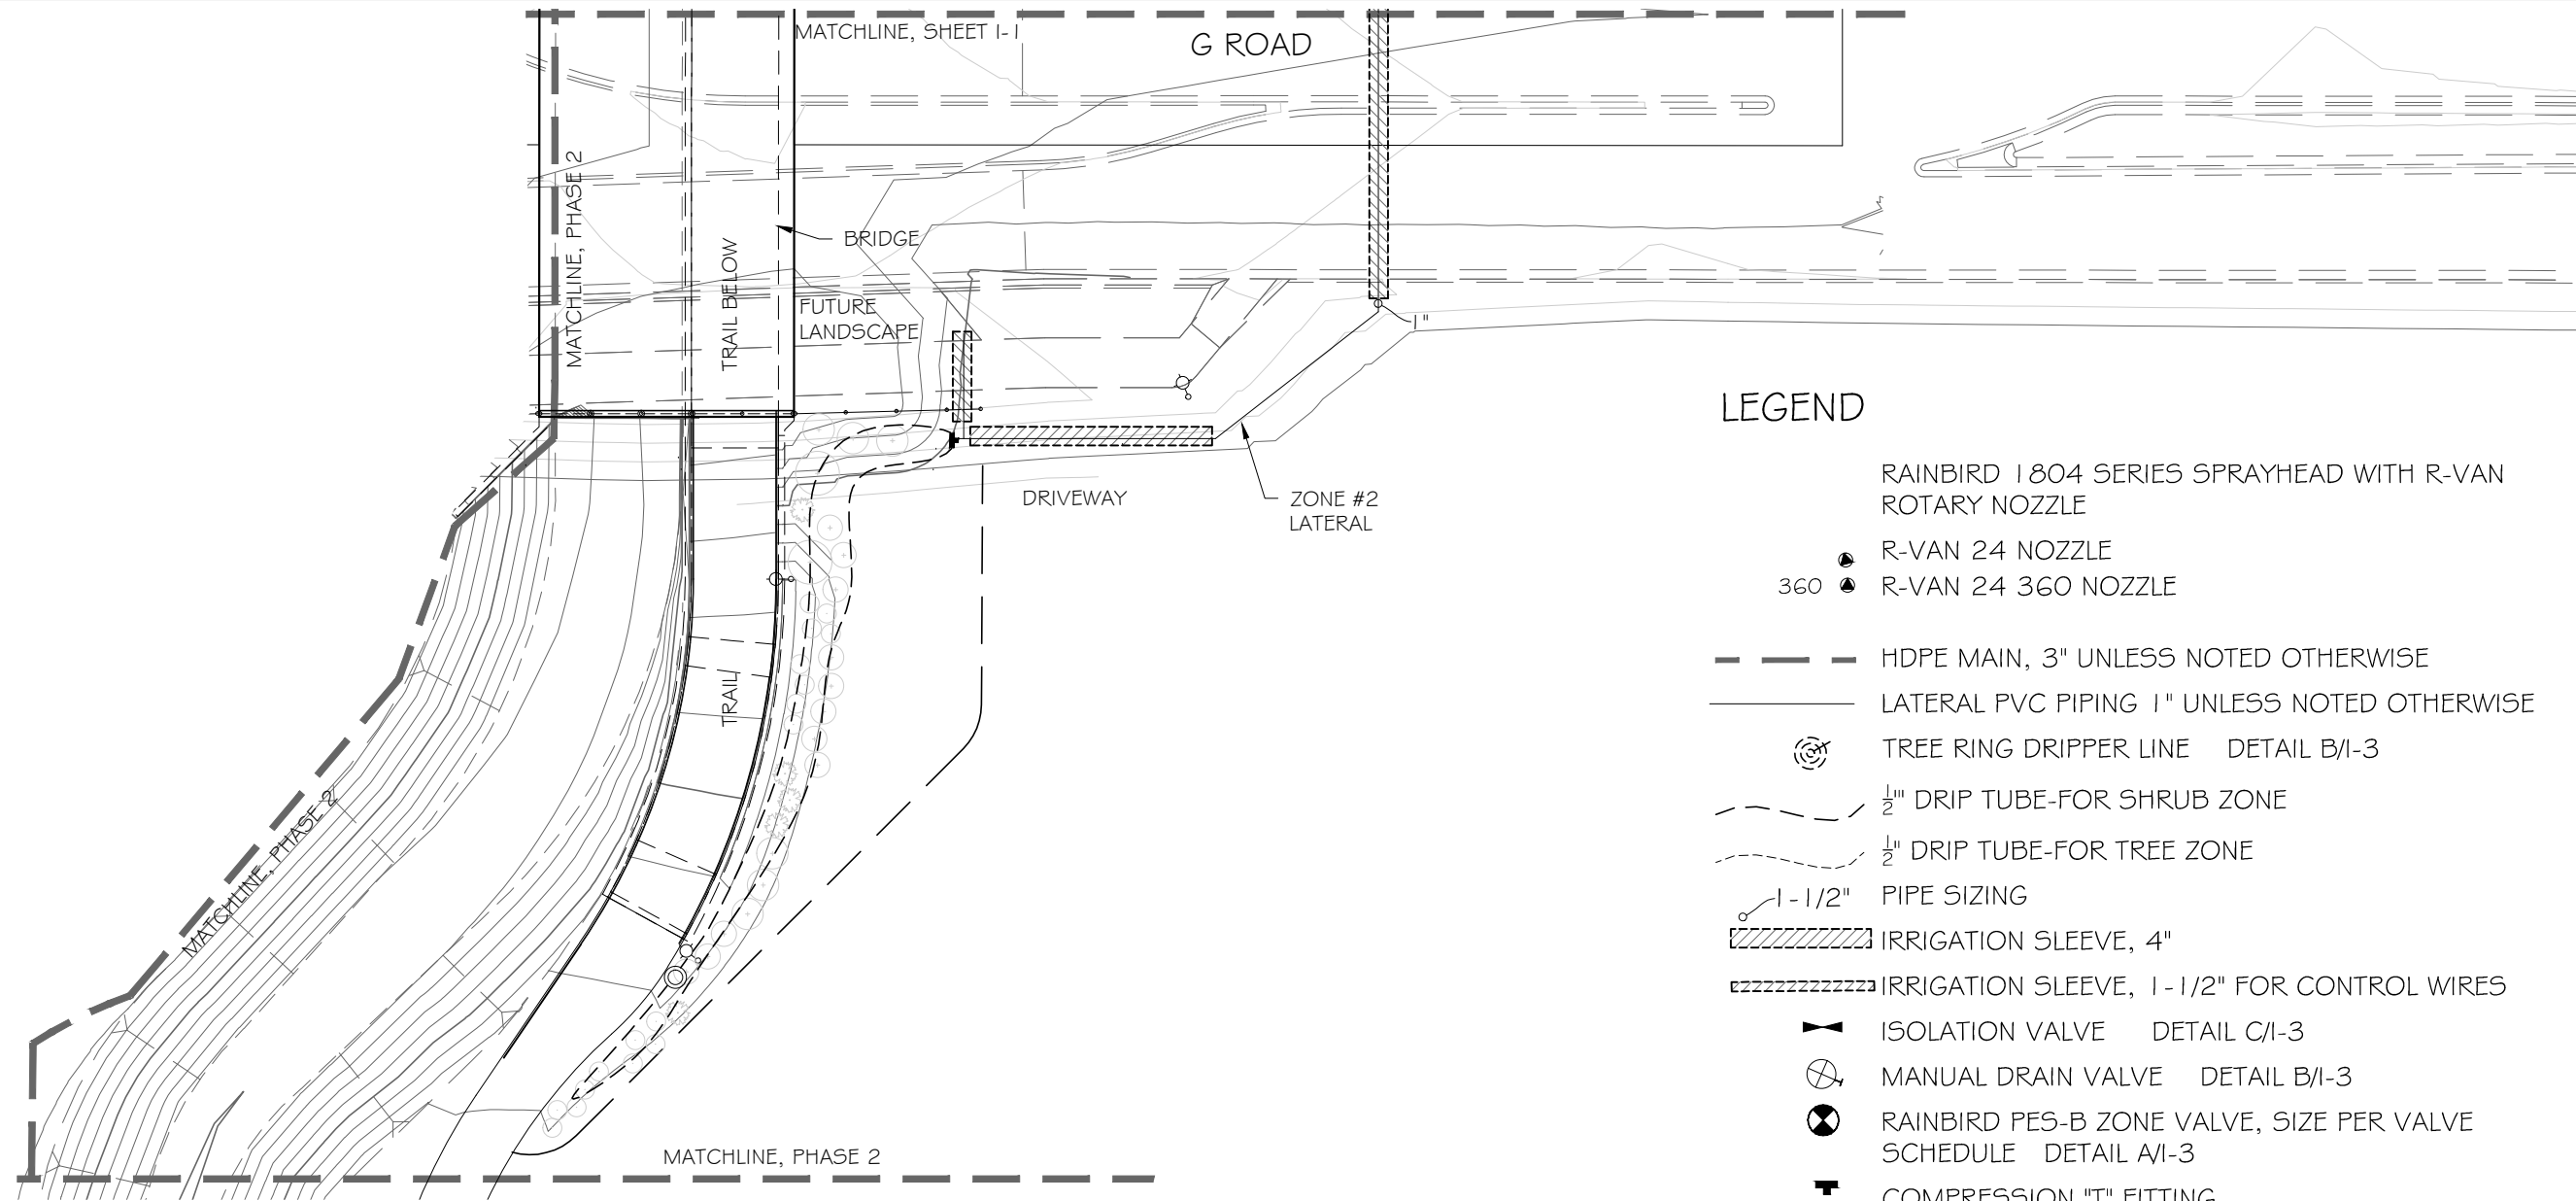 MATCHLINE, SHEET I-1
G ROAD
MATCHLINE, PHASE 2
TRAIL BELOW
BRIDGE
FUTURE
LANDSCAPE
1"
DRIVEWAY
ZONE #2
LATERAL
TRAIL
MATCHLINE, PHASE 2
MATCHLINE, PHASE 2
LEGEND
RAINBIRD 1804 SERIES SPRAYHEAD WITH R-VAN
ROTARY NOZZLE
R-VAN 24 NOZZLE
360 R-VAN 24 360 NOZZLE
HDPE MAIN, 3" UNLESS NOTED OTHERWISE
LATERAL PVC PIPING 1" UNLESS NOTED OTHERWISE
TREE RING DRIPPER LINE DETAIL B/I-3
1/2"' DRIP TUBE-FOR SHRUB ZONE
1/2" DRIP TUBE-FOR TREE ZONE
1-1/2" PIPE SIZING
IRRIGATION SLEEVE, 4"
IRRIGATION SLEEVE, 1-1/2" FOR CONTROL WIRES
ISOLATION VALVE DETAIL C/I-3
MANUAL DRAIN VALVE DETAIL B/I-3
RAINBIRD PES-B ZONE VALVE, SIZE PER VALVE
SCHEDULE DETAIL A/I-3
COMPRESSION "T" FITTING